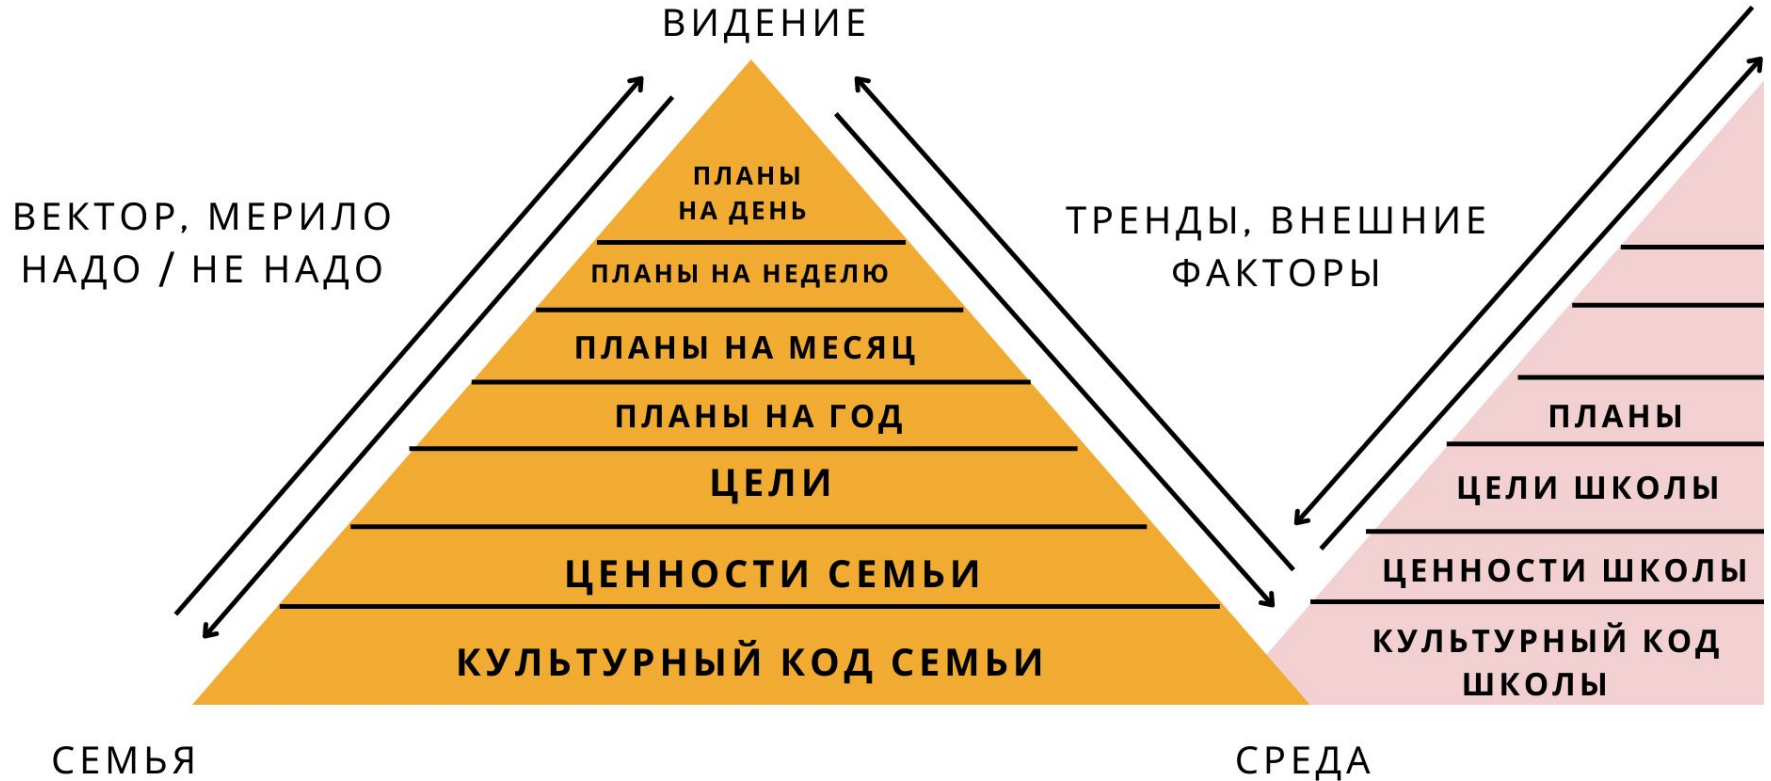 ВИДЕНИЕ
ВЕКТОР, МЕРИЛО
НАДО / НЕ НАДО
ПЛАНЫ
НА ДЕНЬ
ПЛАНЫ НА НЕДЕЛЮ
ПЛАНЫ НА МЕСЯЦ
ПЛАНЫ НА ГОД
ЦЕЛИ
ЦЕННОСТИ СЕМЬИ
КУЛЬТУРНЫЙ КОД СЕМЬИ
ТРЕНДЫ, ВНЕШНИЕ
ФАКТОРЫ
ПЛАНЫ
ЦЕЛИ ШКОЛЫ
ЦЕННОСТИ ШКОЛЫ
КУЛЬТУРНЫЙ КОД
ШКОЛЫ
СЕМЬЯ
СРЕДА